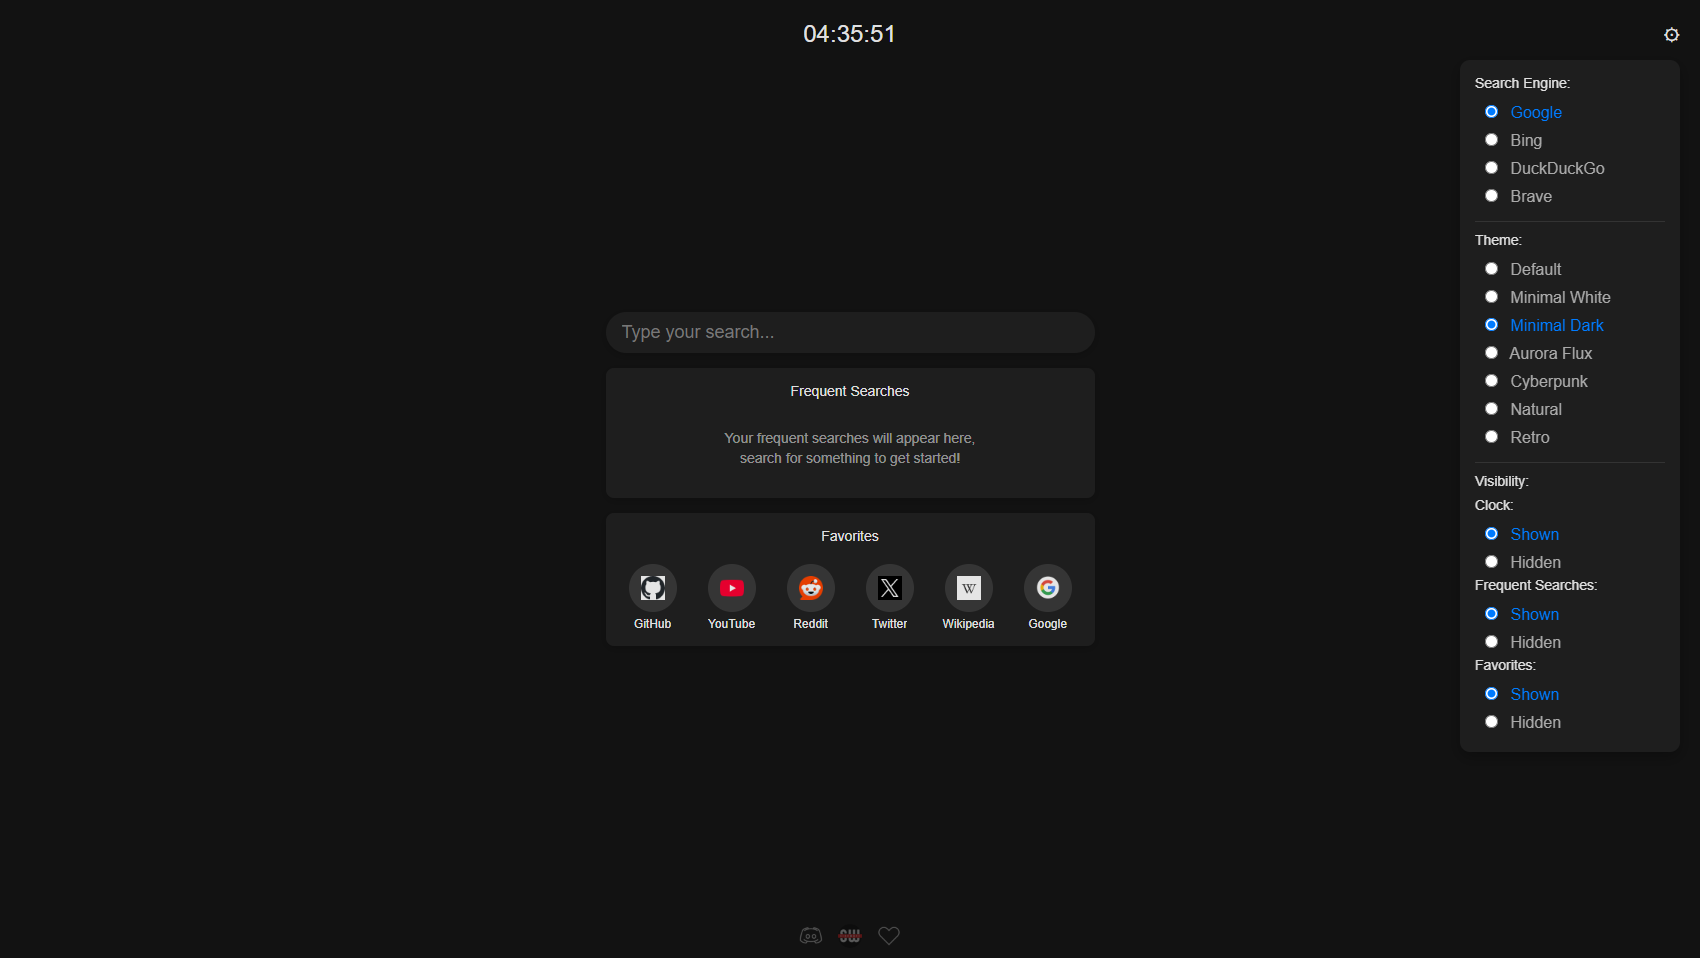 04:35:51
Search Engine:
Google
Bing
DuckDuckGo
Brave
Theme:
Default
Minimal White
Minimal Dark
Aurora Flux
Cyberpunk
Natural
Retro
Visibility:
Clock:
Shown
Hidden
Frequent Searches:
Shown
Hidden
Favorites:
Shown
Hidden
Type your search...
Frequent Searches
Your frequent searches will appear here,
search for something to get started!
Favorites
GitHub
YouTube
Reddit
Twitter
W
Wikipedia
Google